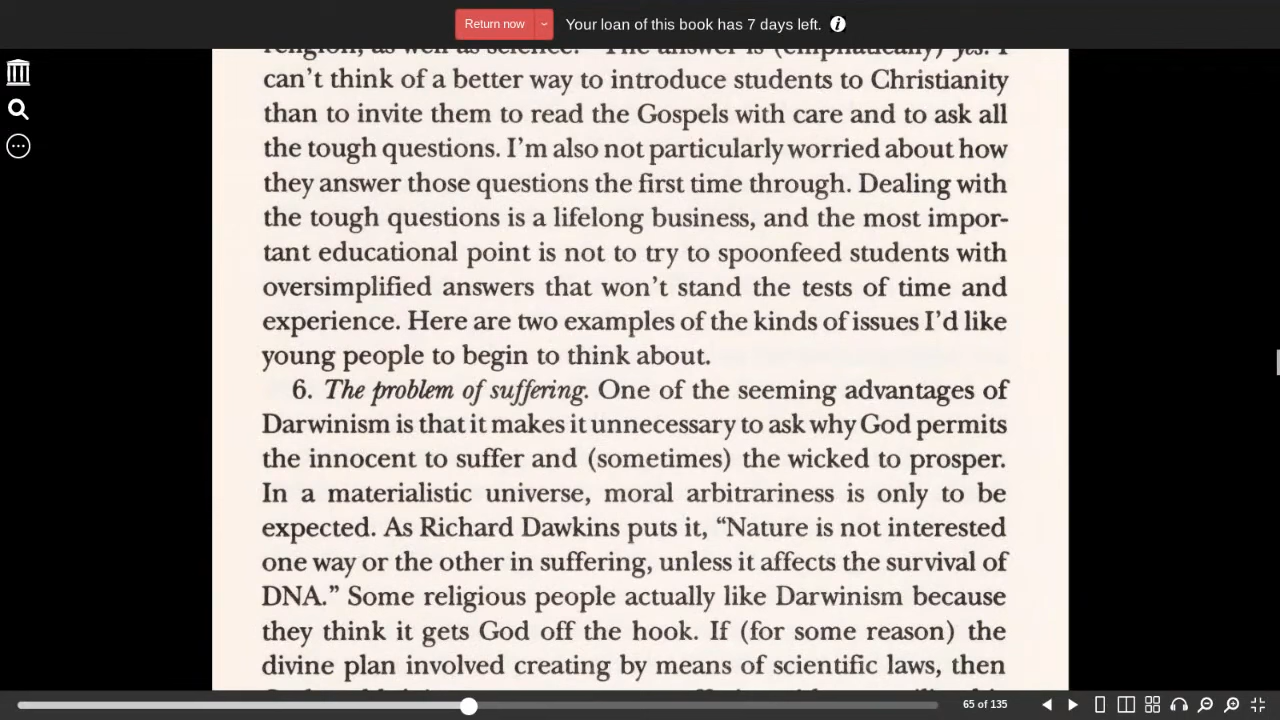 Return now
Your loan of this book has 7 days left.
religion, as well as science?" The answer is (emphatically) yes. I
can't think of a better way to introduce students to Christianity
than to invite them to read the Gospels with care and to ask all
the tough questions. I'm also not particularly worried about how
they answer those questions the first time through. Dealing with
the tough questions is a lifelong business, and the most impor-
tant educational point is not to try to spoonfeed students with
oversimplified answers that won't stand the tests of time and
experience. Here are two examples of the kinds of issues I'd like
young people to begin to think about.
6. The problem of suffering. One of the seeming advantages of
Darwinism is that it makes it unnecessary to ask why God permits
the innocent to suffer and (sometimes) the wicked to prosper.
In a materialistic universe, moral arbitrariness is only to be
expected. As Richard Dawkins puts it, “Nature is not interested
one way or the other in suffering, unless it affects the survival of
DNA.” Some religious people actually like Darwinism because
they think it gets God off the hook. If (for some reason) the
divine plan involved creating by means of scientific laws, then
65 of 135